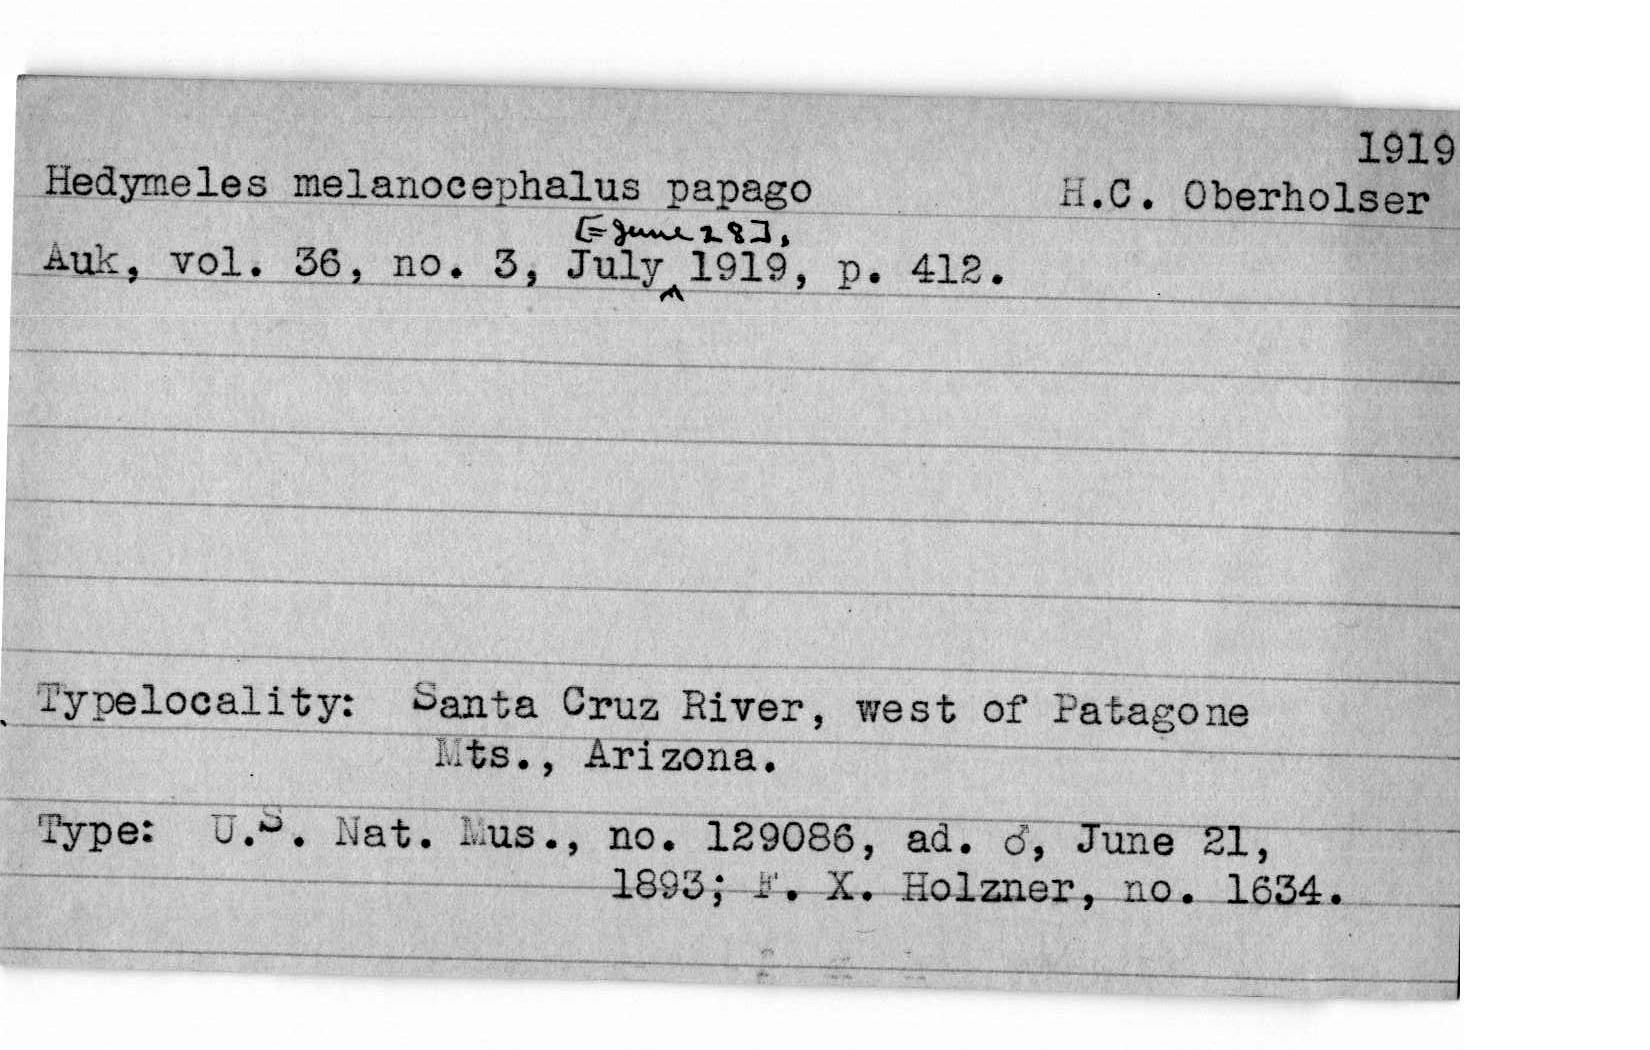 1919
Hedymeles melanocephalus papago H.C. Oberholser
[= June 28],
Auk, vol. 36, no. 3, July ^ 1919, p. 412.
Typelocality: Santa Cruz River, west of Patagone
Mts., Arizona.
Type: U.S. Nat. Mus., no. 129086, ad. ♂, June 21,
1893; F. X. Holzner, no. 1634.